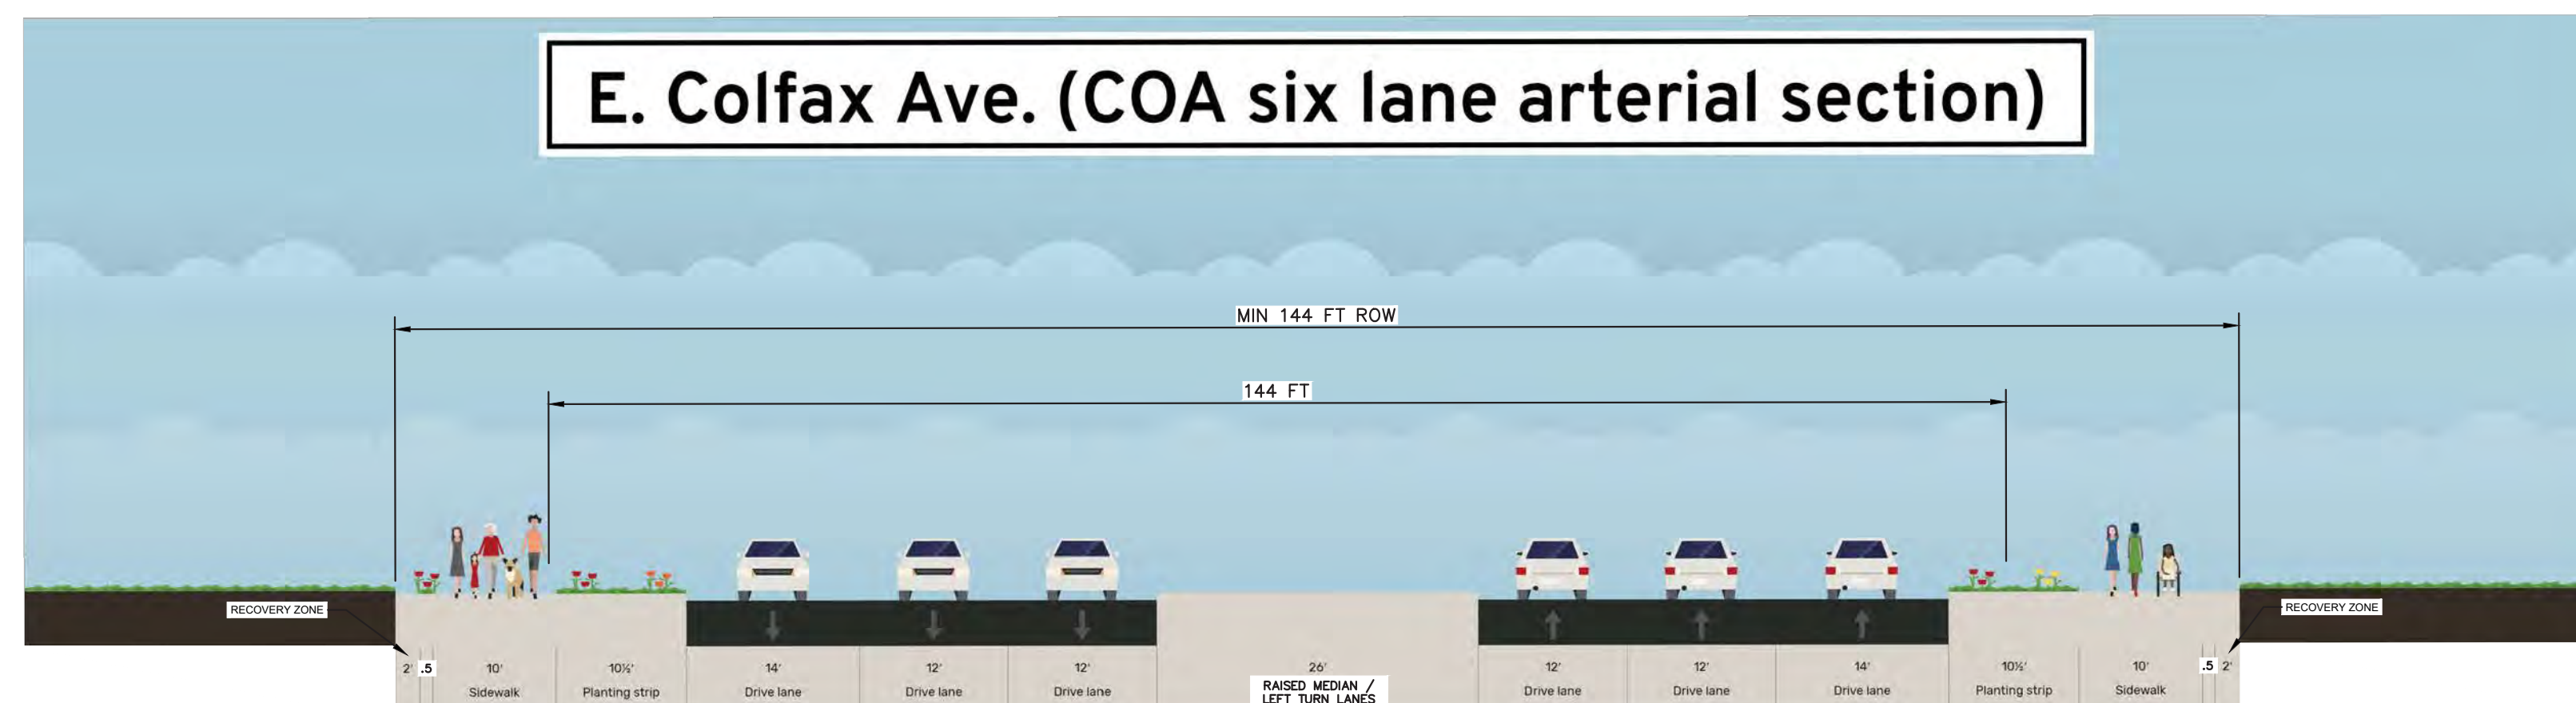 E. Colfax Ave. (COA six lane arterial section)
MIN 144 FT ROW
144 FT
RECOVERY ZONE
RECOVERY ZONE
2' .5 10' 10½' 14' 12' 12' 26' 12' 12' 14' 10½' 10' .5 2'
Sidewalk Planting strip Drive lane Drive lane Drive lane RAISED MEDIAN / Drive lane Drive lane Drive lane Planting strip Sidewalk
LEFT TURN LANES